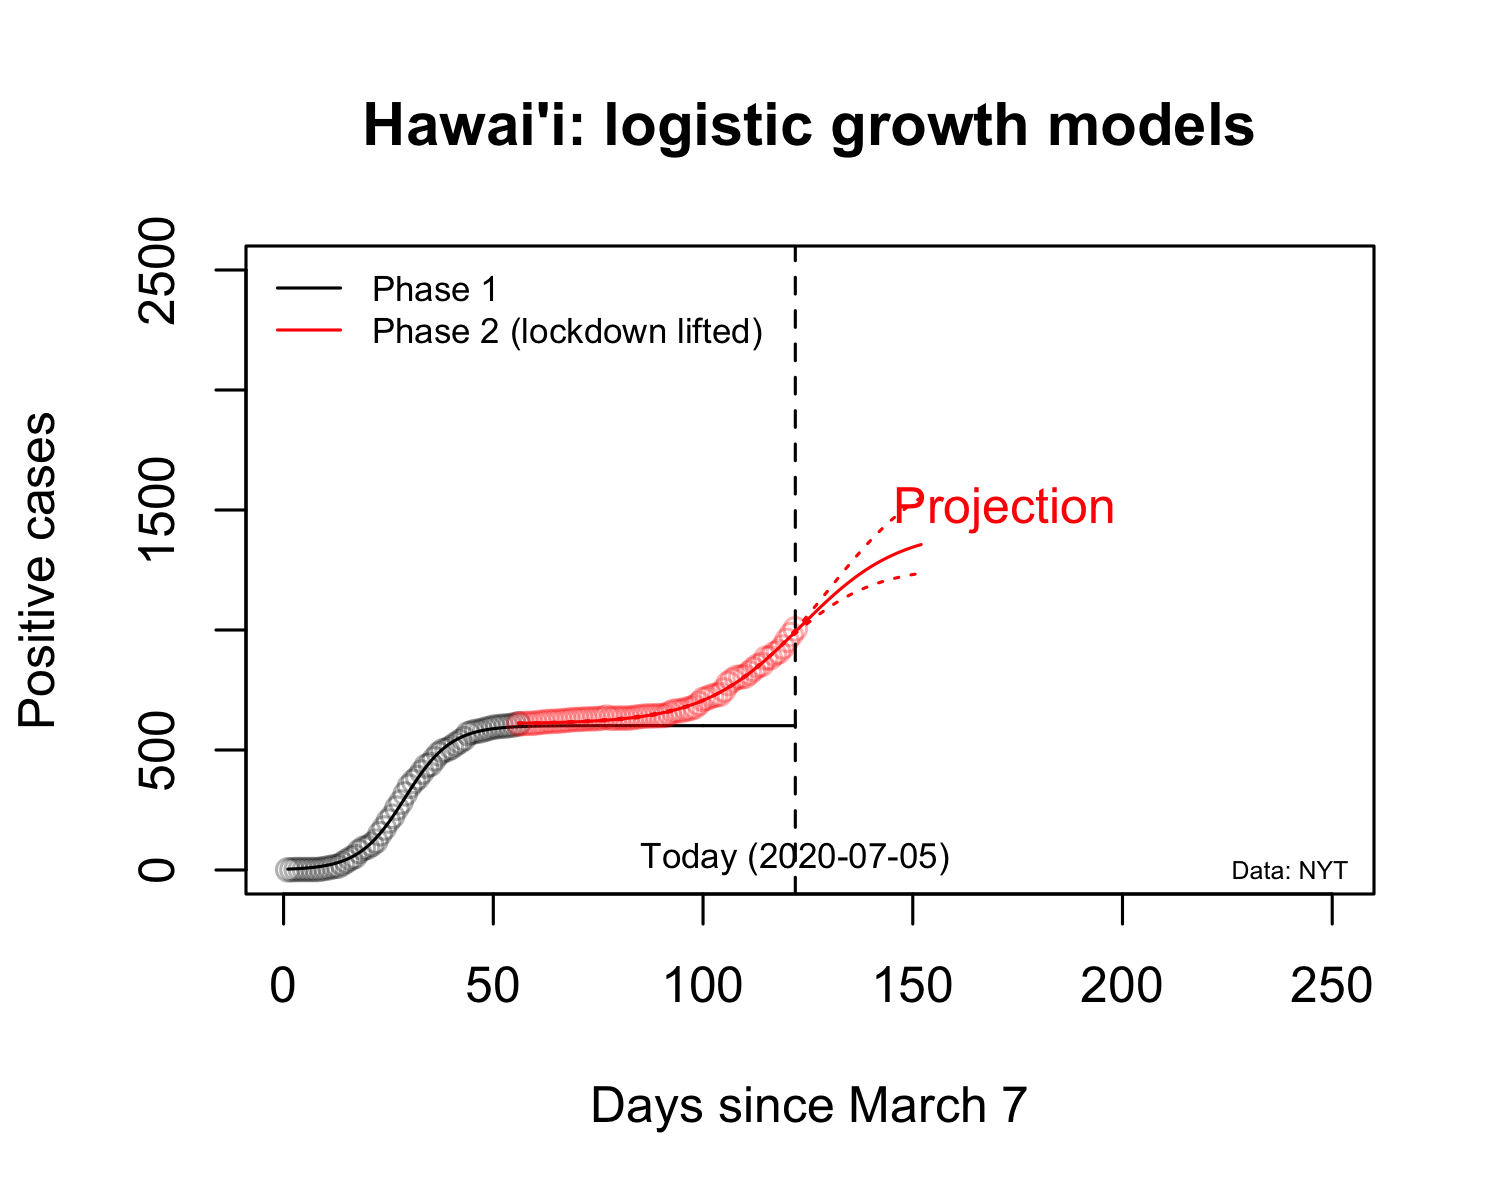 Hawai'i: logistic growth models
Positive cases
2500
1500
500
0
Phase 1
Phase 2 (lockdown lifted)
Projection
Today (2020-07-05)
Data: NYT
0 50 100 150 200 250
Days since March 7